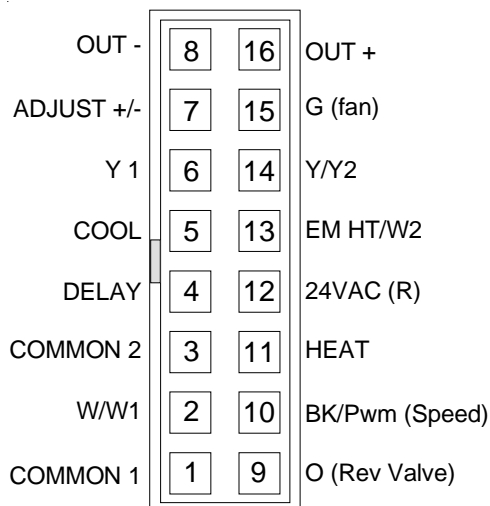 OUT - 8 16 OUT +
ADJUST +/- 7 15 G (fan)
Y 1 6 14 Y/Y2
COOL 5 13 EM HT/W2
DELAY 4 12 24VAC (R)
COMMON 2 3 11 HEAT
W/W1 2 10 BK/Pwm (Speed)
COMMON 1 1 9 O (Rev Valve)